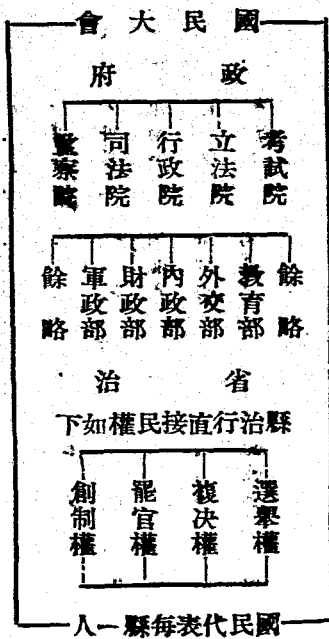 國民大會
政府
考試院
立法院
行政院
司法院
監察院
餘略
教育部
外交部
內政部
財政部
軍政部
餘略
省治
縣治行直接民權如下
選舉權
複決權
罷官權
創制權
國民代表每縣一人